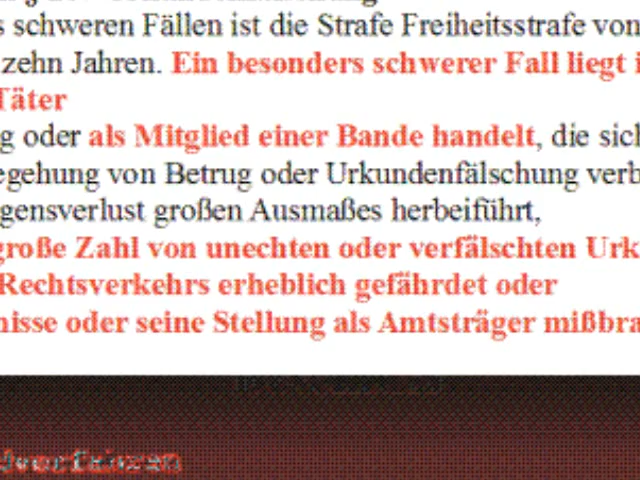 s schweren Fällen ist die Strafe Freiheitsstrafe von
zehn Jahren. Ein besonders schwerer Fall liegt i
Täter
g oder als Mitglied einer Bande handelt, die sich
egehung von Betrug oder Urkundenfälschung verb
gensverlust großen Ausmaßes herbeiführt,
große Zahl von unechten oder verfälschten Urk
Rechtsverkehrs erheblich gefährdet oder
nisse oder seine Stellung als Amtsträger mißbra